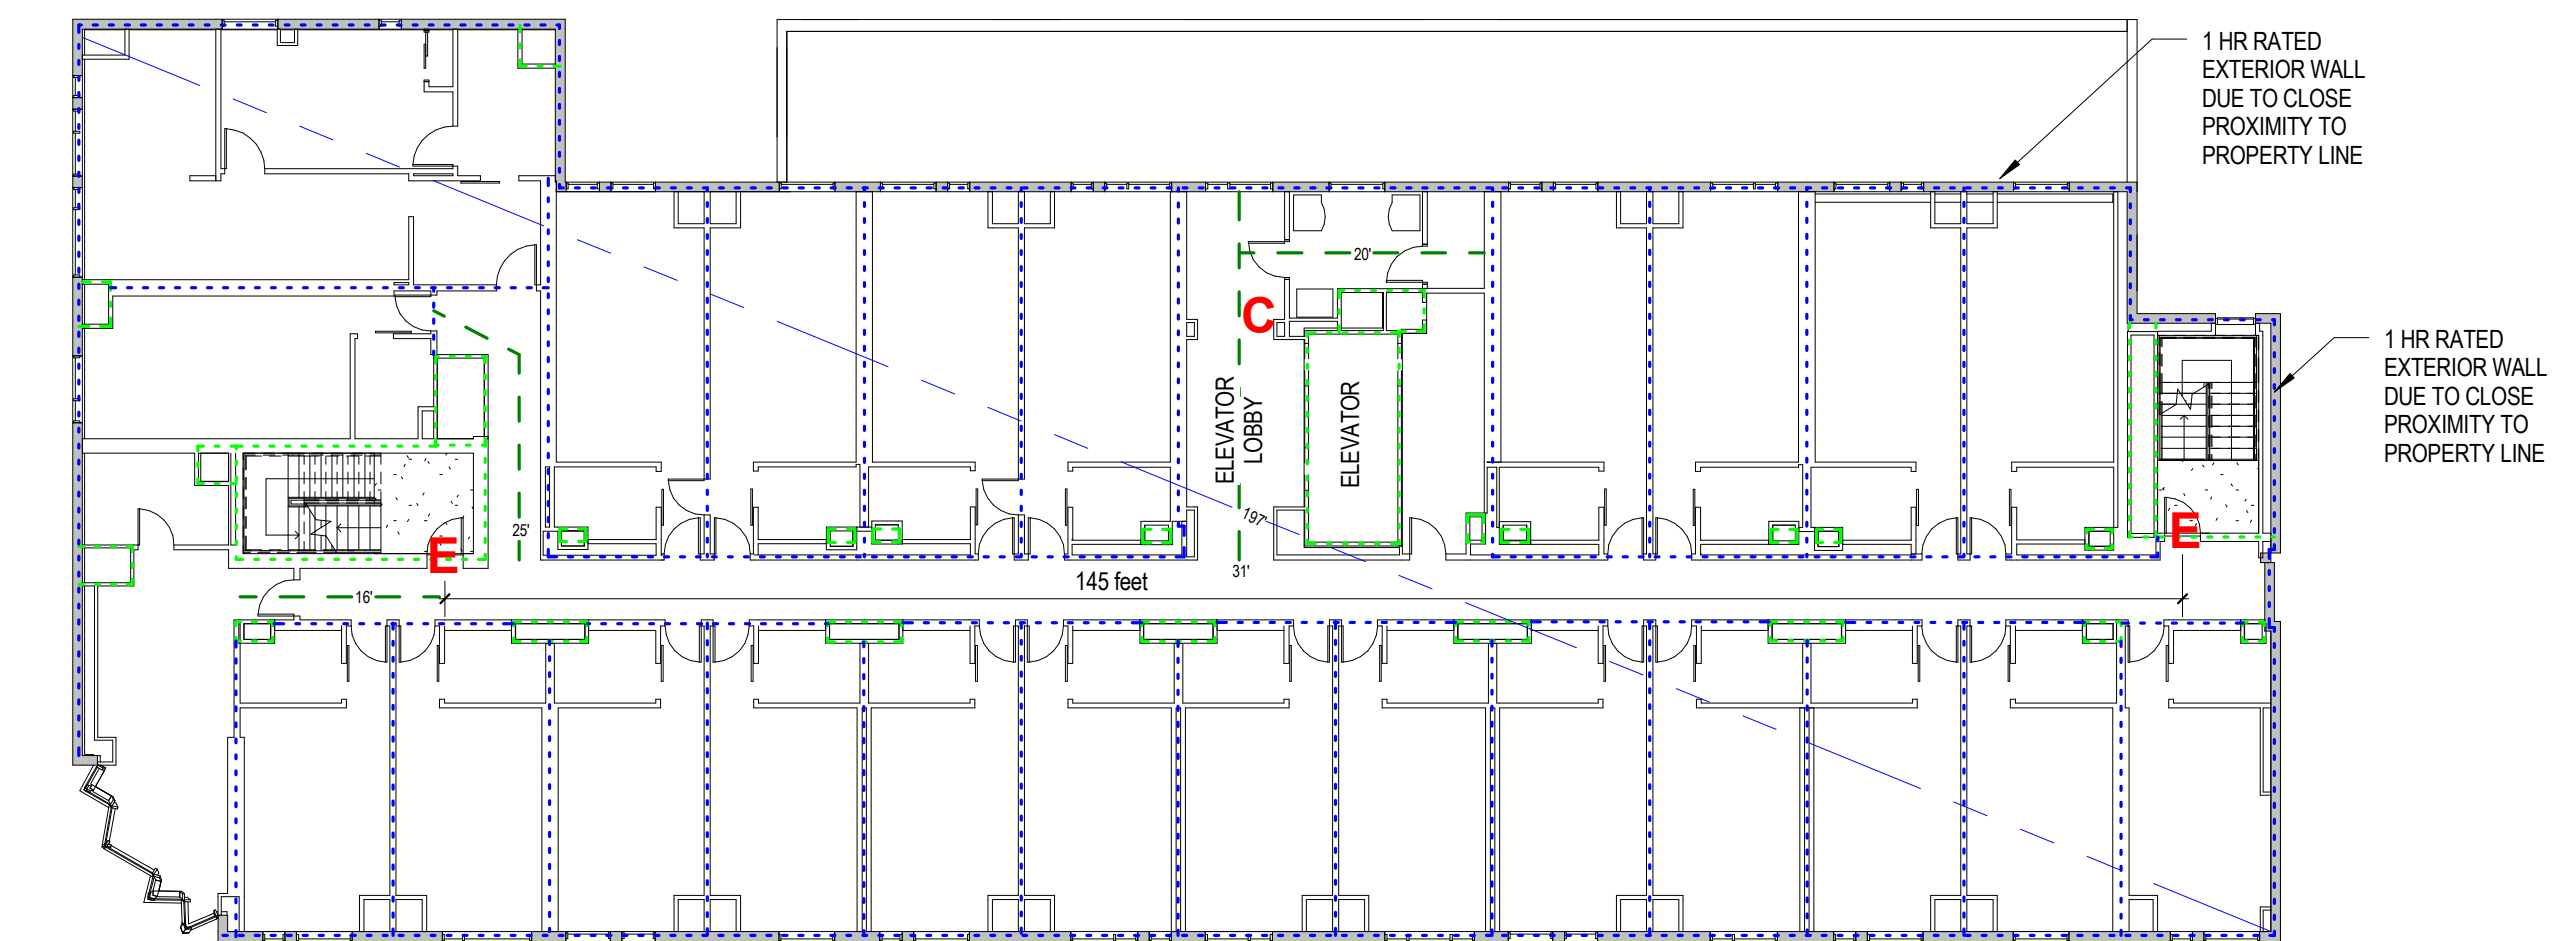 1 HR RATED
EXTERIOR WALL
DUE TO CLOSE
PROXIMITY TO
PROPERTY LINE
20'
C
1 HR RATED
EXTERIOR WALL
DUE TO CLOSE
PROXIMITY TO
PROPERTY LINE
ELEVATOR
LOBBY
ELEVATOR
197'
25'
E
E
31'
145 feet
16'